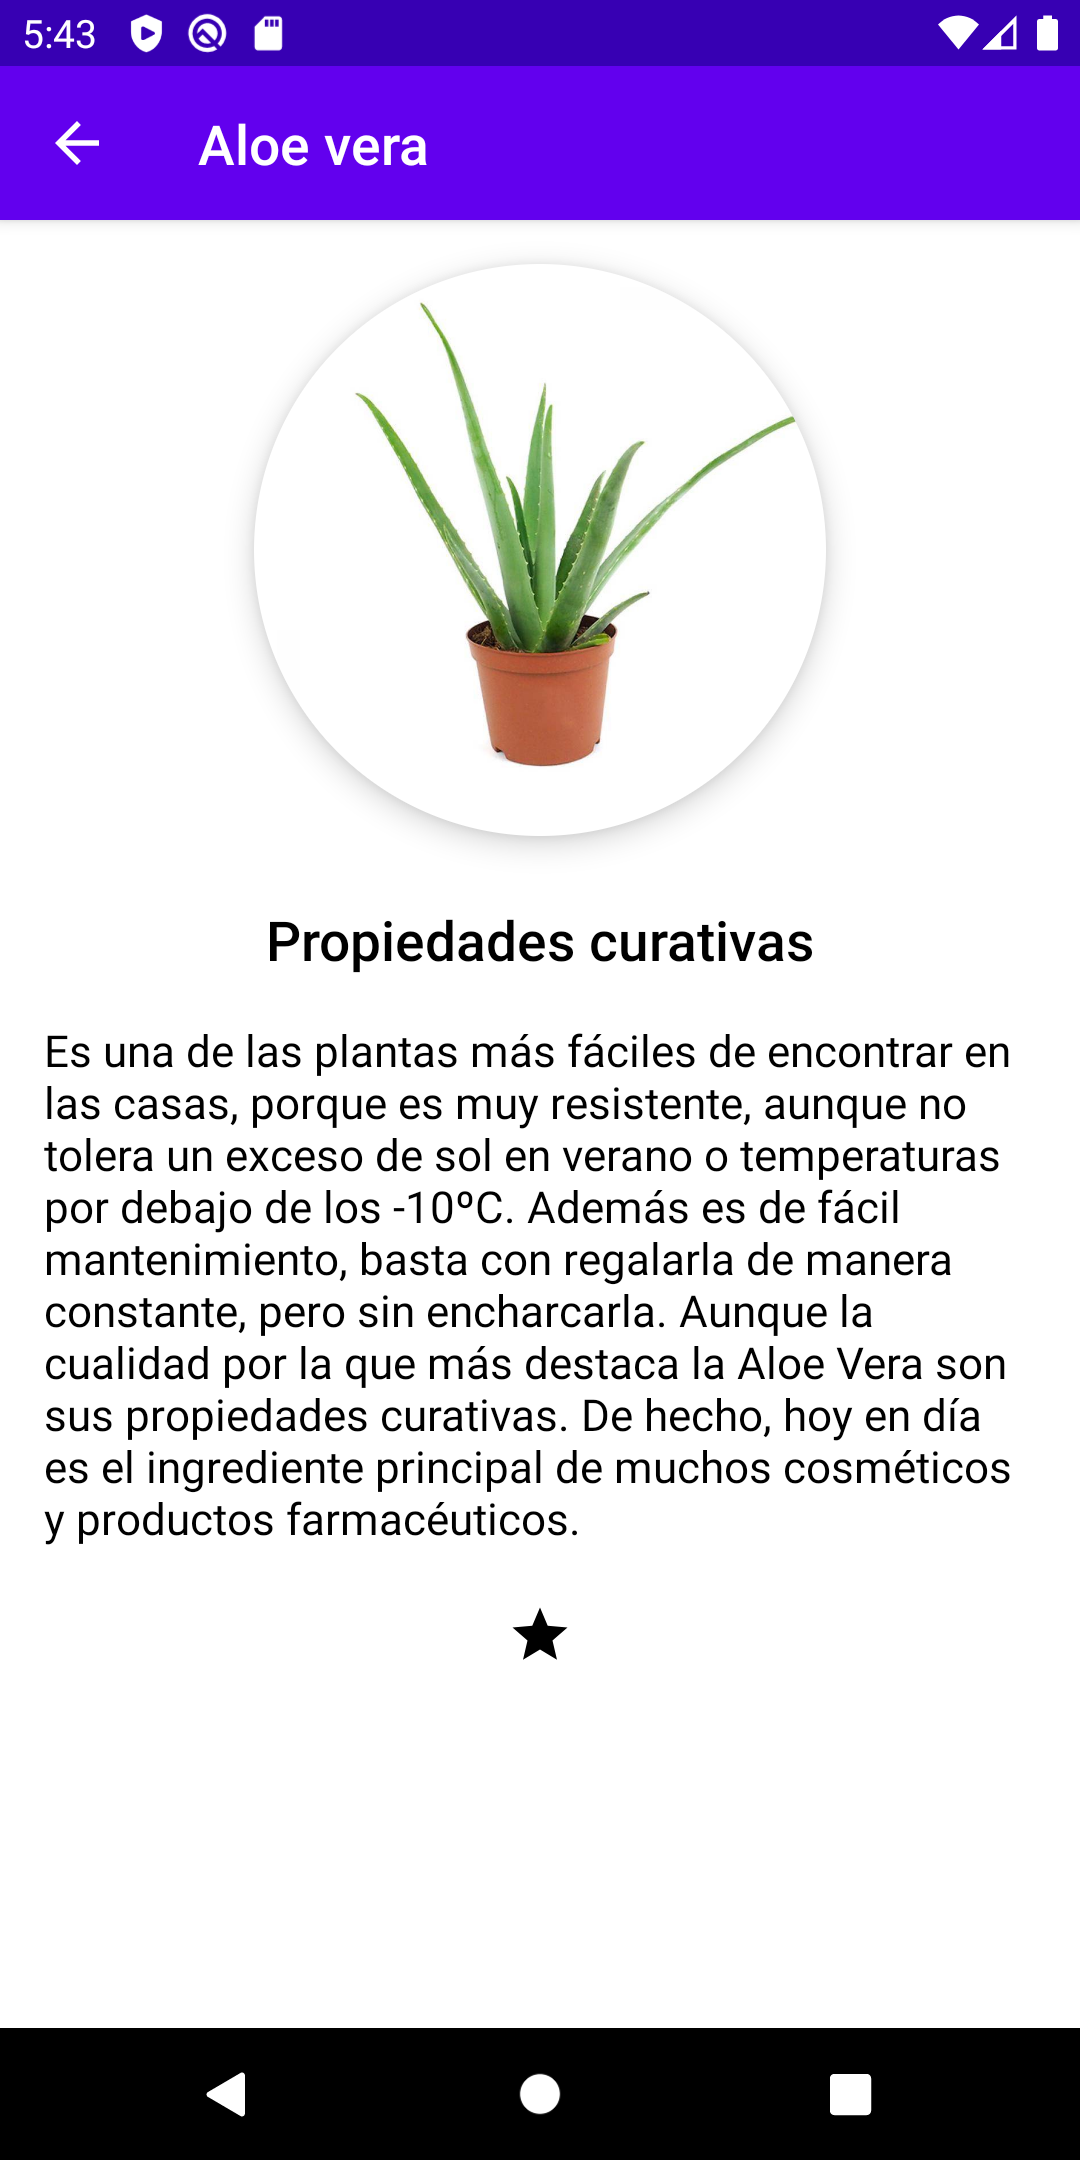 5:43
Aloe vera
Propiedades curativas
Es una de las plantas más fáciles de encontrar en
las casas, porque es muy resistente, aunque no
tolera un exceso de sol en verano o temperaturas
por debajo de los -10ºC. Además es de fácil
mantenimiento, basta con regalarla de manera
constante, pero sin encharcarla. Aunque la
cualidad por la que más destaca la Aloe Vera son
sus propiedades curativas. De hecho, hoy en día
es el ingrediente principal de muchos cosméticos
y productos farmacéuticos.